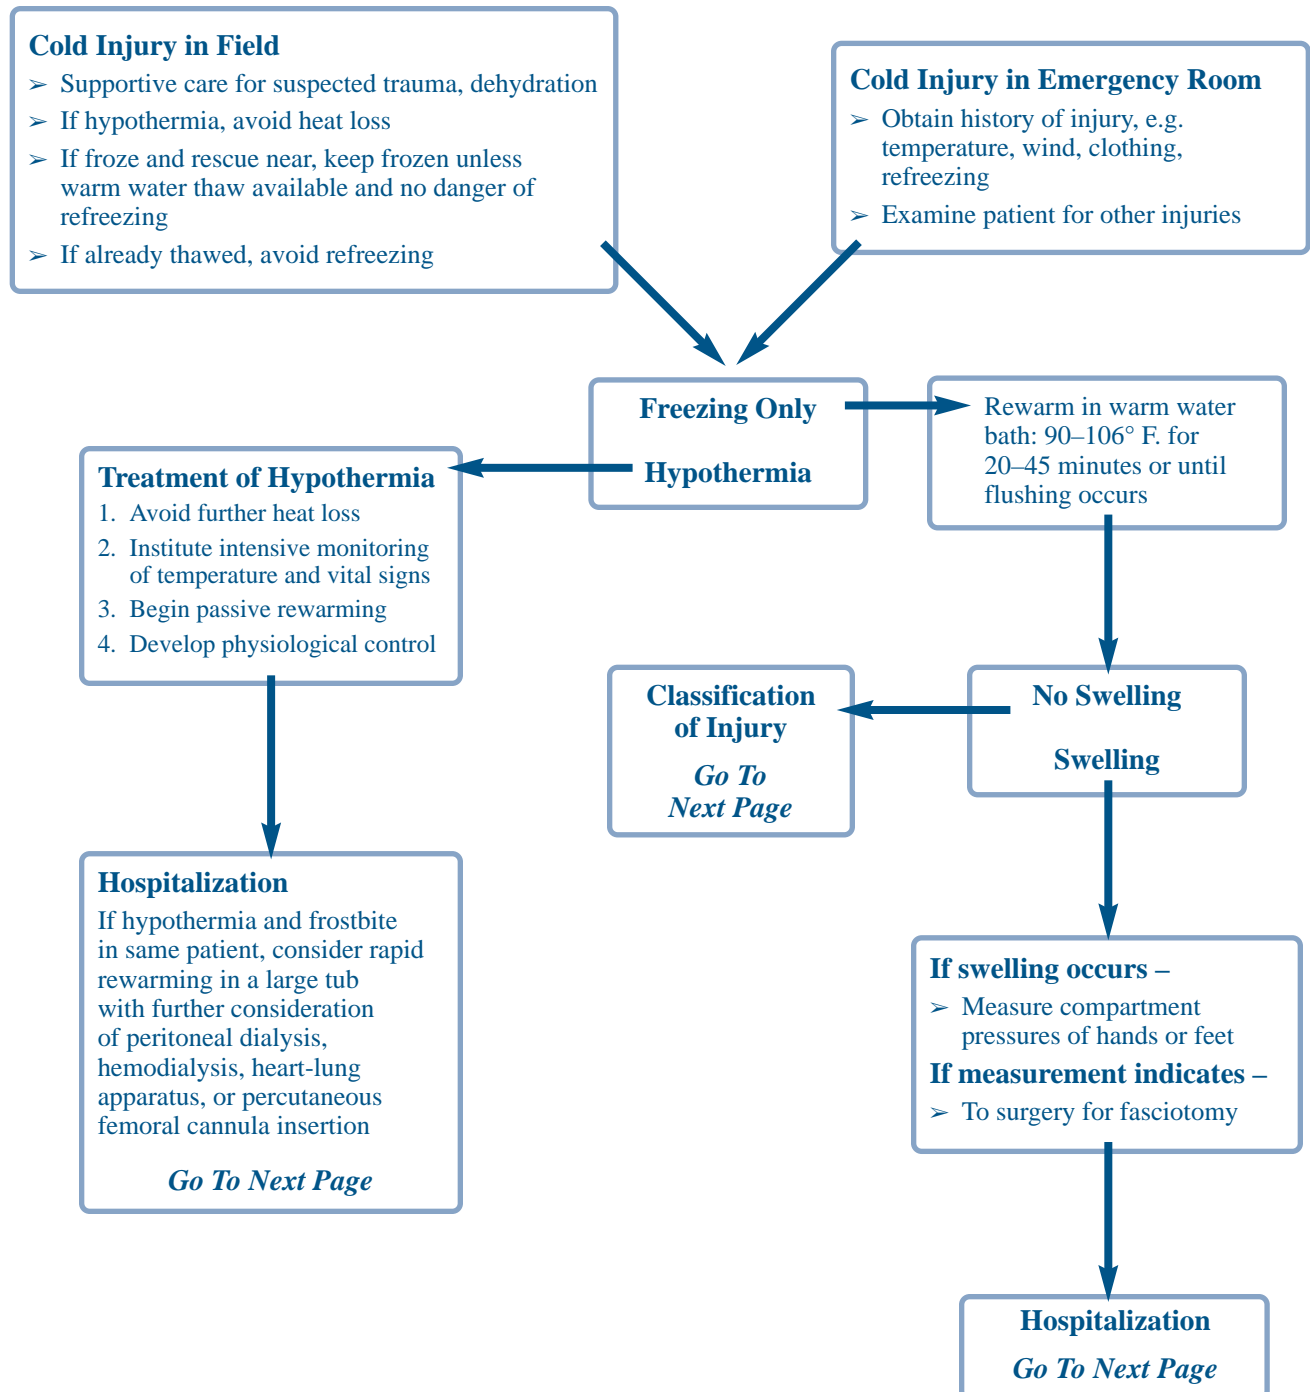 Cold Injury in Field
➢ Supportive care for suspected trauma, dehydration
➢ If hypothermia, avoid heat loss
➢ If froze and rescue near, keep frozen unless
warm water thaw available and no danger of
refreezing
➢ If already thawed, avoid refreezing
Cold Injury in Emergency Room
➢ Obtain history of injury, e.g.
temperature, wind, clothing,
refreezing
➢ Examine patient for other injuries
Freezing Only
Hypothermia
Rewarm in warm water
bath: 90–106° F. for
20–45 minutes or until
flushing occurs
Treatment of Hypothermia
1. Avoid further heat loss
2. Institute intensive monitoring
of temperature and vital signs
3. Begin passive rewarming
4. Develop physiological control
Classification
of Injury
Go To
Next Page
No Swelling
Swelling
Hospitalization
If hypothermia and frostbite
in same patient, consider rapid
rewarming in a large tub
with further consideration
of peritoneal dialysis,
hemodialysis, heart-lung
apparatus, or percutaneous
femoral cannula insertion
Go To Next Page
If swelling occurs –
➢ Measure compartment
pressures of hands or feet
If measurement indicates –
➢ To surgery for fasciotomy
Hospitalization
Go To Next Page